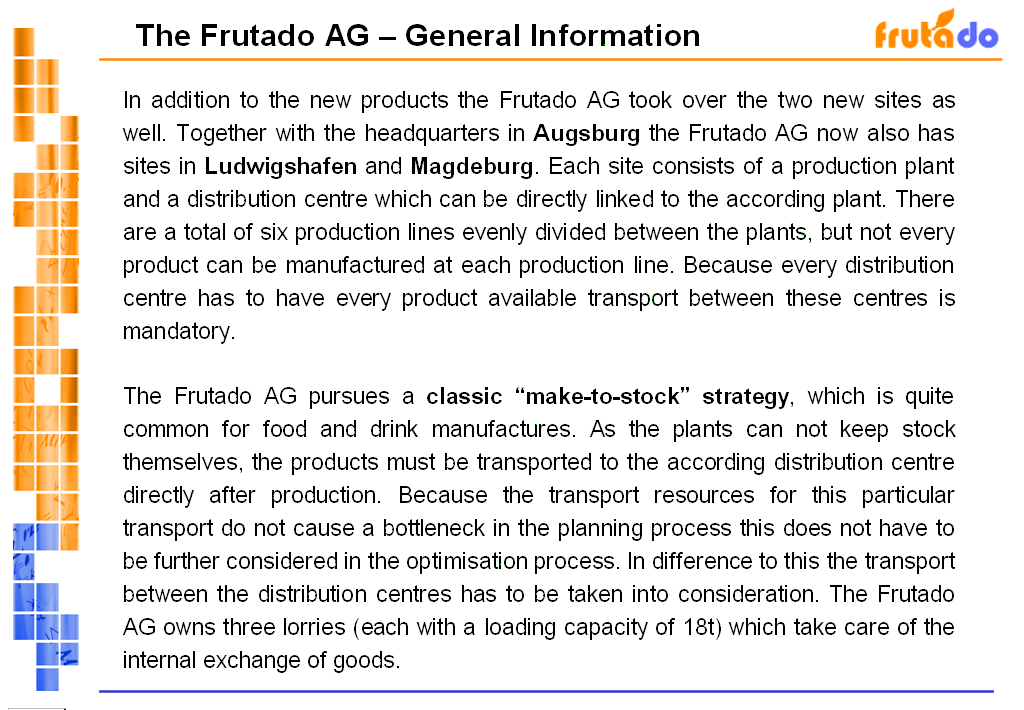 The Frutado AG – General Information
frutado
In addition to the new products the Frutado AG took over the two new sites as
well. Together with the headquarters in Augsburg the Frutado AG now also has
sites in Ludwigshafen and Magdeburg. Each site consists of a production plant
and a distribution centre which can be directly linked to the according plant. There
are a total of six production lines evenly divided between the plants, but not every
product can be manufactured at each production line. Because every distribution
centre has to have every product available transport between these centres is
mandatory.
The Frutado AG pursues a classic “make-to-stock” strategy, which is quite
common for food and drink manufactures. As the plants can not keep stock
themselves, the products must be transported to the according distribution centre
directly after production. Because the transport resources for this particular
transport do not cause a bottleneck in the planning process this does not have to
be further considered in the optimisation process. In difference to this the transport
between the distribution centres has to be taken into consideration. The Frutado
AG owns three lorries (each with a loading capacity of 18t) which take care of the
internal exchange of goods.